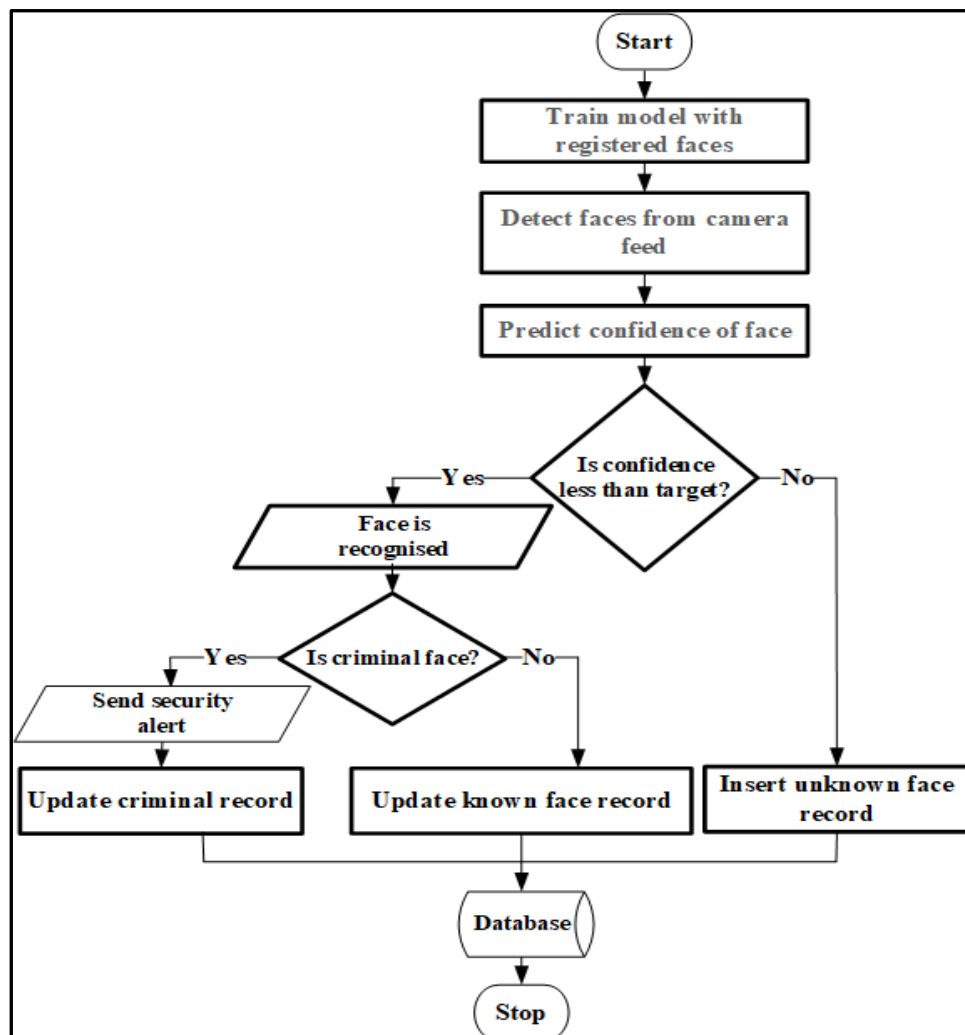 Start
Train model with
registered faces
Detect faces from camera
feed
Predict confidence of face
Is confidence
less than target?
Yes
No
Face is
recognised
Is criminal face?
Yes
No
Send security
alert
Update criminal record
Update known face record
Insert unknown face
record
Database
Stop